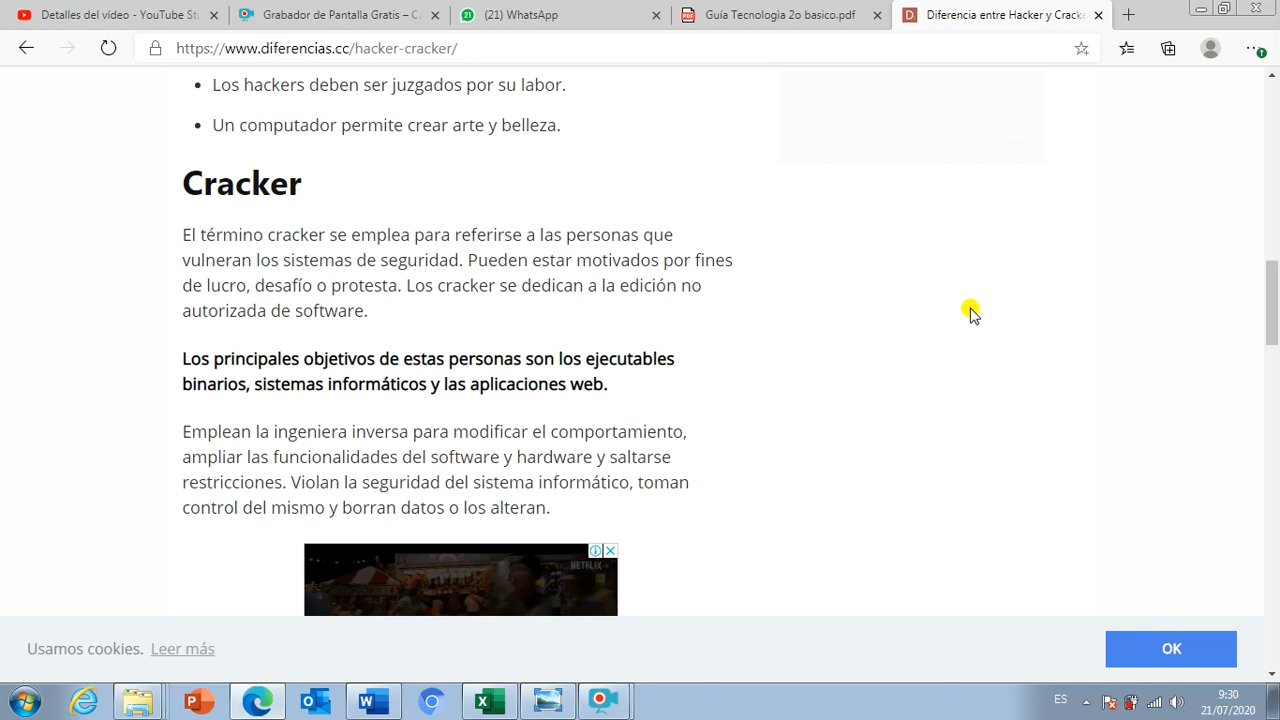 Detalles del vídeo - YouTube St
Grabador de Pantalla Gratis – Ca
(21) WhatsApp
Guía Tecnologia 2o basico.pdf
Diferencia entre Hacker y Cracke
https://www.diferencias.cc/hacker-cracker/
• Los hackers deben ser juzgados por su labor.
• Un computador permite crear arte y belleza.
Cracker
El término cracker se emplea para referirse a las personas que
vulneran los sistemas de seguridad. Pueden estar motivados por fines
de lucro, desafío o protesta. Los cracker se dedican a la edición no
autorizada de software.
Los principales objetivos de estas personas son los ejecutables
binarios, sistemas informáticos y las aplicaciones web.
Emplean la ingeniera inversa para modificar el comportamiento,
ampliar las funcionalidades del software y hardware y saltarse
restricciones. Violan la seguridad del sistema informático, toman
control del mismo y borran datos o los alteran.
NETFLIX
Usamos cookies. Leer más
OK
ES
9:30
21/07/2020